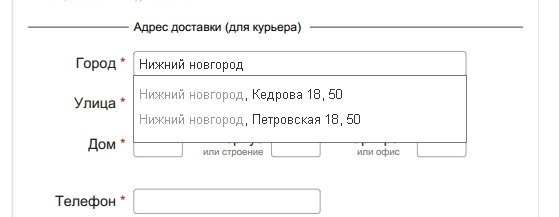 Адрес доставки (для курьера)
Город * Нижний новгород
Нижний новгород, Кедрова 18, 50
Улица *
Нижний новгород, Петровская 18, 50
Дом *
или строение
или офис
Телефон *